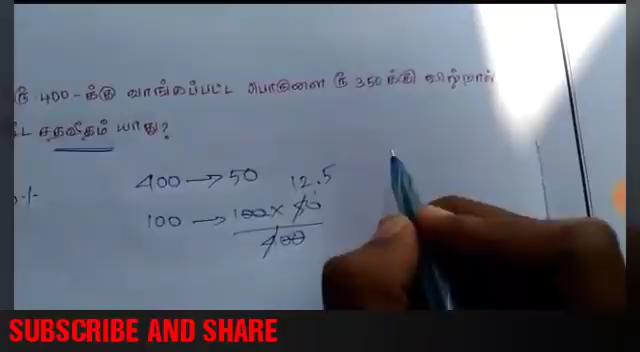 ரூ 400-க்கு வாங்கப்பட்ட பொருளை ரூ 350க்கு விற்றால்
சதவீதம் யாது?
400 → 50 12.5
100 → 100 × 50
400
SUBSCRIBE AND SHARE